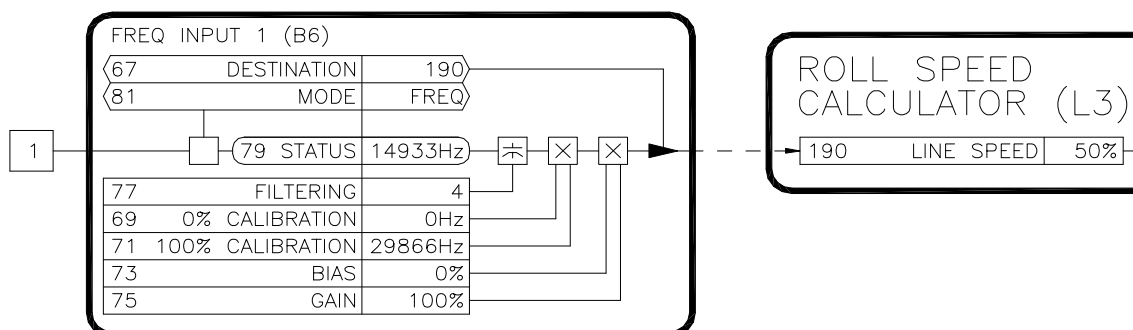 FREQ INPUT 1 (B6)
67 DESTINATION 190
81 MODE FREQ
1
79 STATUS 14933Hz
77 FILTERING 4
69 0% CALIBRATION 0Hz
71 100% CALIBRATION 29866Hz
73 BIAS 0%
75 GAIN 100%
ROLL SPEED
CALCULATOR (L3)
190 LINE SPEED 50%